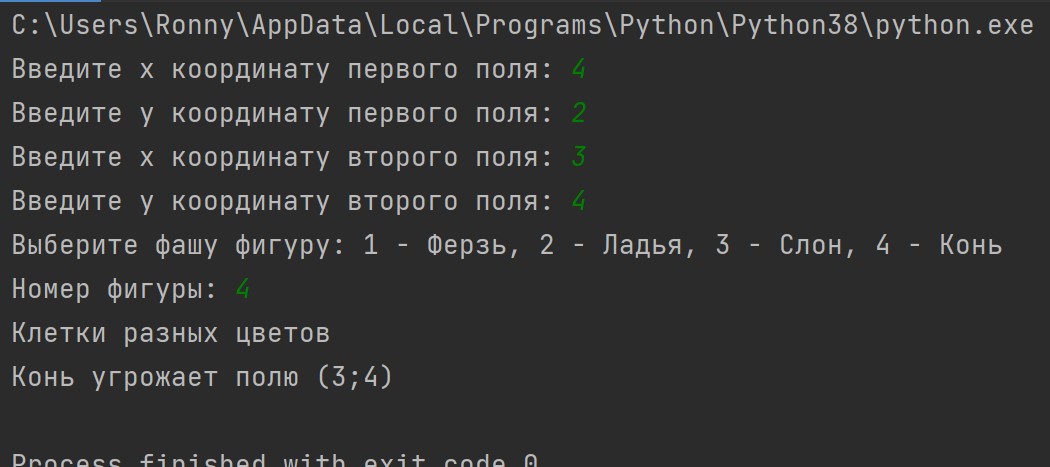 C:\Users\Ronny\AppData\Local\Programs\Python\Python38\python.exe
Введите x координату первого поля: 4
Введите y координату первого поля: 2
Введите x координату второго поля: 3
Введите y координату второго поля: 4
Выберите фашу фигуру: 1 - Ферзь, 2 - Ладья, 3 - Слон, 4 - Конь
Номер фигуры: 4
Клетки разных цветов
Конь угрожает полю (3;4)
Process finished with exit code 0